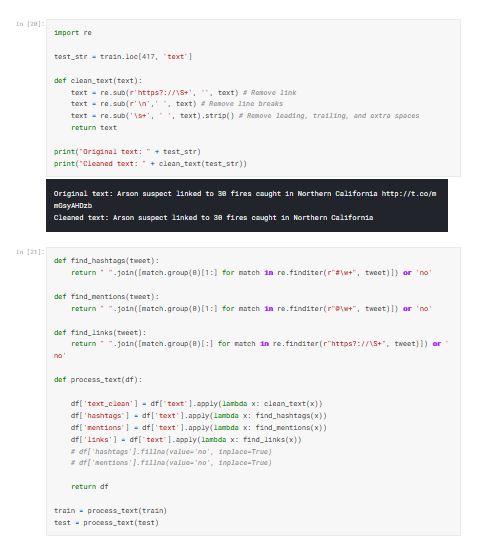 In [20]:
import re
test_str = train.loc[417, 'text']
def clean_text(text):
text = re.sub(r'https?://\S+', '', text) # Remove link
text = re.sub(r'\n',' ', text) # Remove line breaks
text = re.sub('\s+', ' ', text).strip() # Remove leading, trailing, and extra spaces
return text
print("Original text: " + test_str)
print("Cleaned text: " + clean_text(test_str))
Original text: Arson suspect linked to 30 fires caught in Northern California http://t.co/m
mGsyAHDzb
Cleaned text: Arson suspect linked to 30 fires caught in Northern California
In [21]:
def find_hashtags(tweet):
return " ".join([match.group(0)[1:] for match in re.finditer(r"#\w+", tweet)]) or 'no'
def find_mentions(tweet):
return " ".join([match.group(0)[1:] for match in re.finditer(r"@\w+", tweet)]) or 'no'
def find_links(tweet):
return " ".join([match.group(0)[:] for match in re.finditer(r"https?://\S+", tweet)]) or '
no'
def process_text(df):
df['text_clean'] = df['text'].apply(lambda x: clean_text(x))
df['hashtags'] = df['text'].apply(lambda x: find_hashtags(x))
df['mentions'] = df['text'].apply(lambda x: find_mentions(x))
df['links'] = df['text'].apply(lambda x: find_links(x))
# df['hashtags'].fillna(value='no', inplace=True)
# df['mentions'].fillna(value='no', inplace=True)
return df
train = process_text(train)
test = process_text(test)